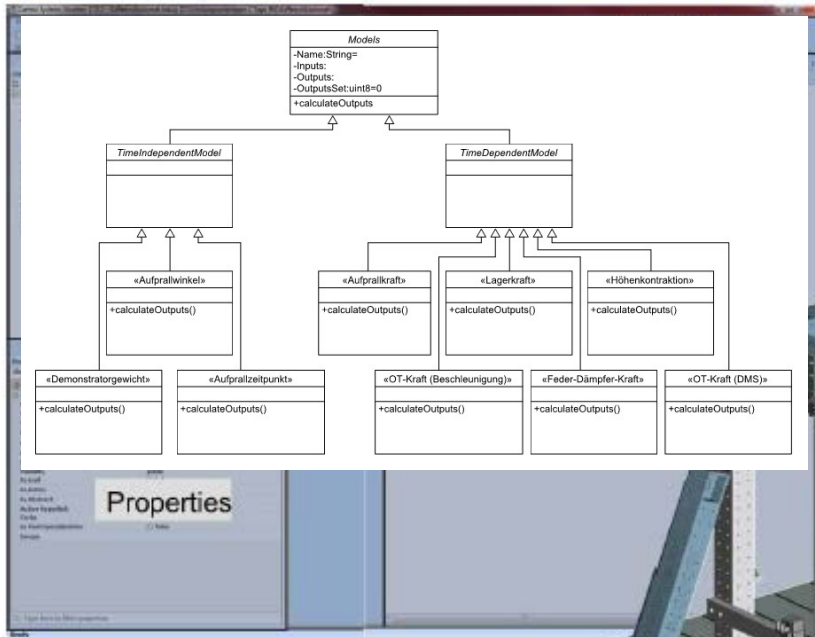 Models
-Name:String=
-Inputs:
-Outputs:
-OutputsSet:uint8=0
+calculateOutputs
TimeIndependentModel
TimeDependentModel
«Aufprallwinkel»
+calculateOutputs()
«Aufprallkraft»
+calculateOutputs()
«Lagerkraft»
+calculateOutputs()
«Höhenkontraktion»
+calculateOutputs()
«Demonstratorgewicht»
+calculateOutputs()
«Aufprallzeitpunkt»
+calculateOutputs()
«OT-Kraft (Beschleunigung)»
+calculateOutputs()
«Feder-Dämpfer-Kraft»
+calculateOutputs()
«OT-Kraft (DMS)»
+calculateOutputs()
Properties
Ready